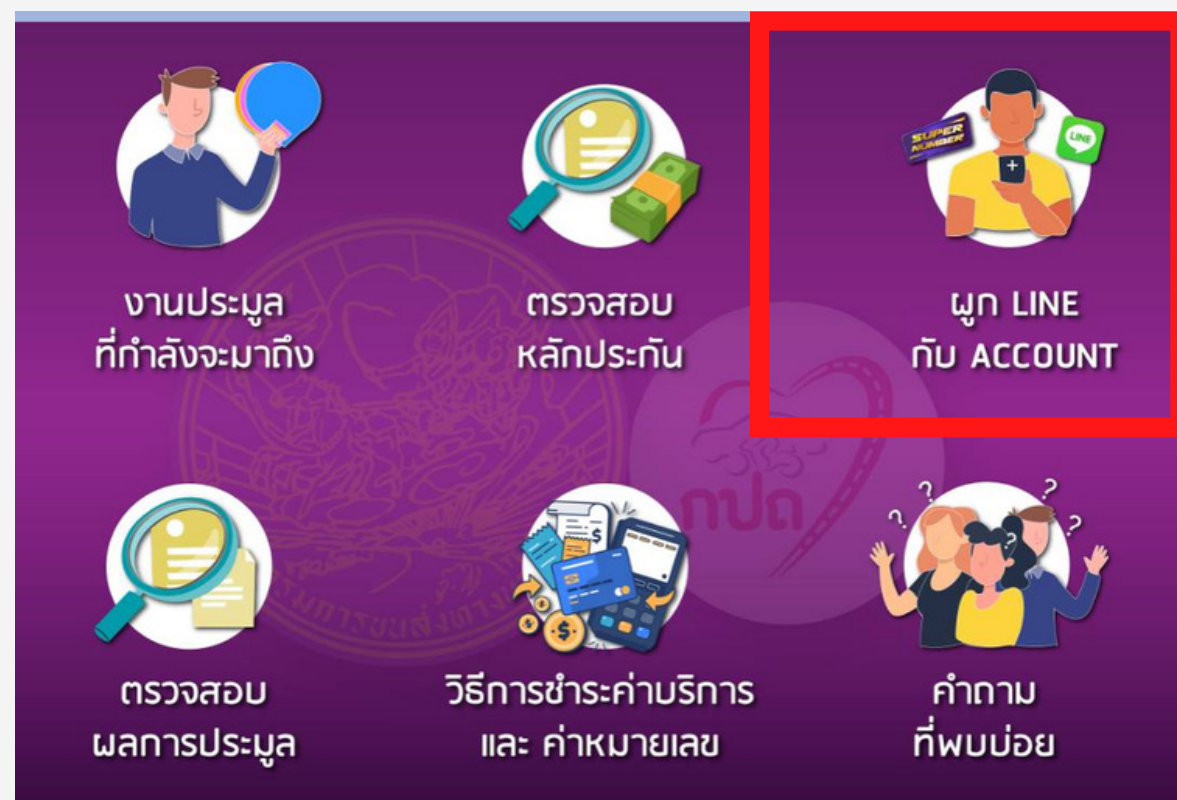 SUPER
NUMBER
LINE
งานประมูล
ที่กำลังจะมาถึง
ตรวจสอบ
หลักประกัน
ผูก LINE
กับ ACCOUNT
กปถ
ตรวจสอบ
ผลการประมูล
วิธีการชำระค่าบริการ
และ ค่าหมายเลข
คำถาม
ที่พบบ่อย